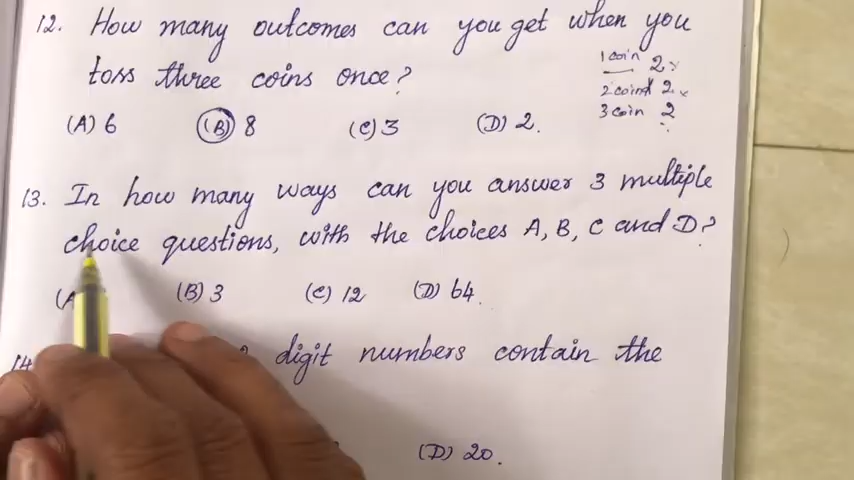 12. How many outcomes can you get when you
toss three coins once?
1 coin 2 x
2 coins 2 x
3 coin 2
(A) 6 (B) 8 (C) 3 (D) 2.
13. In how many ways can you answer 3 multiple
choice questions, with the choices A, B, C and D?
(A (B) 3 (C) 12 (D) 64.
14 digit numbers contain the
(D) 20.